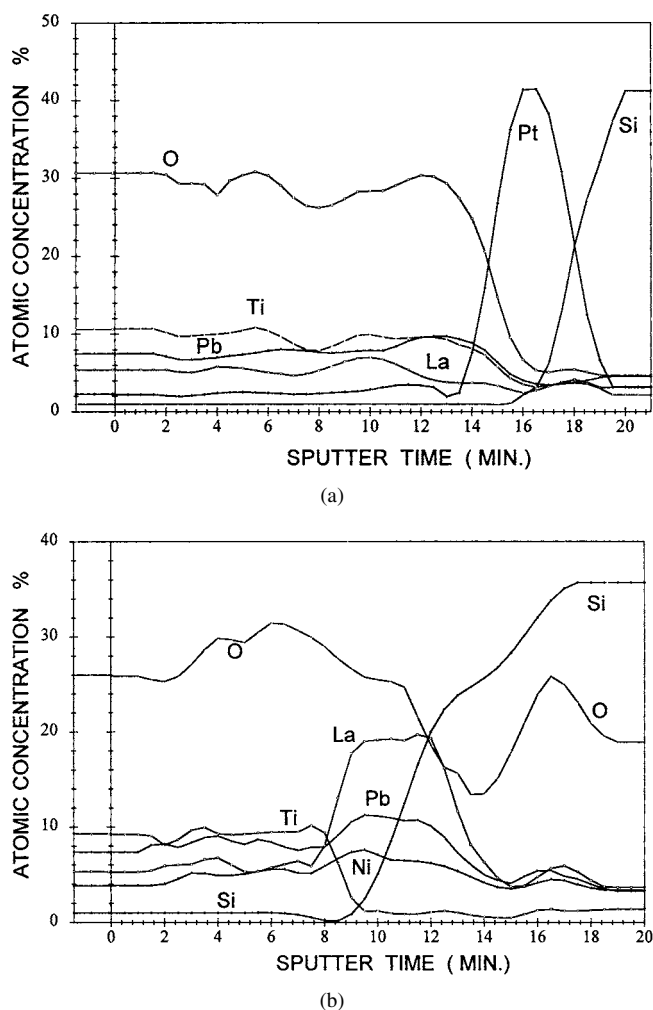 50
40
30
20
10
0
ATOMIC CONCENTRATION %
O
Ti
Pb
La
Pt
Si
0 2 4 6 8 10 12 14 16 18 20
SPUTTER TIME ( MIN.)
(a)
40
30
20
10
0
ATOMIC CONCENTRATION %
O
La
Ti
Pb
Ni
Si
Si
O
0 2 4 6 8 10 12 14 16 18 20
SPUTTER TIME ( MIN.)
(b)